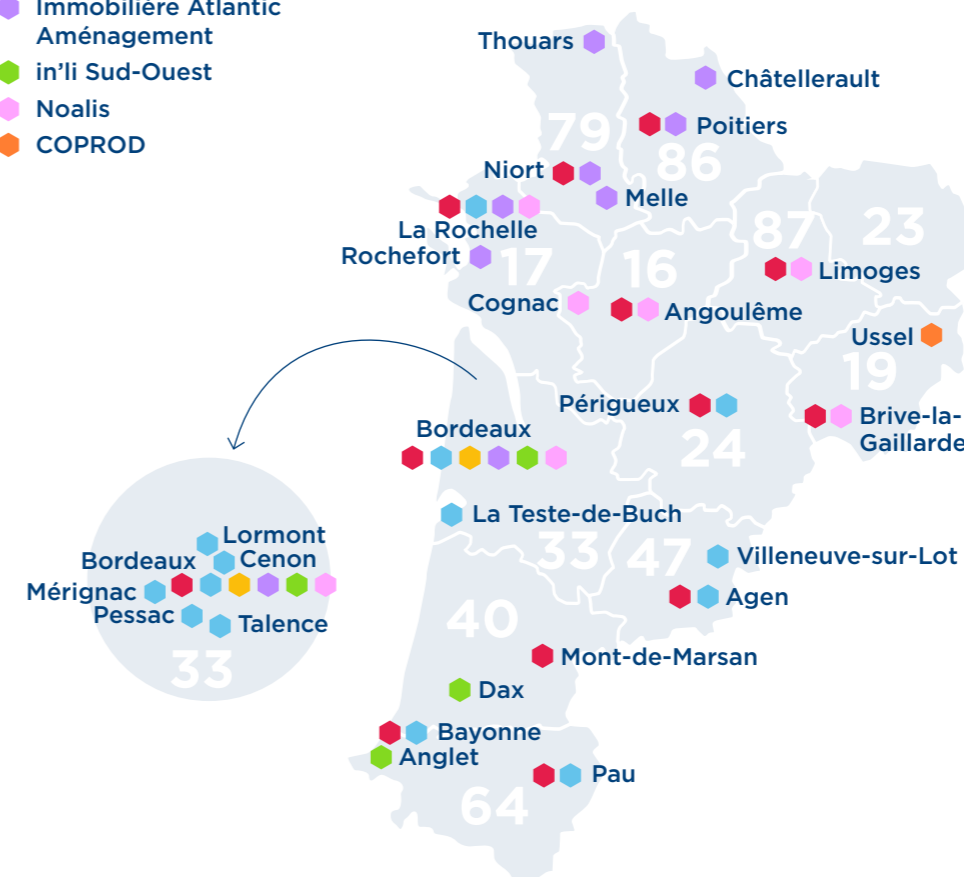 Immobilière Atlantic
Aménagement
in’li Sud-Ouest
Noalis
COPROD
Thouars
Châtellerault
79
Poitiers
86
Niort
Melle
La Rochelle
87
23
Rochefort
17
16
Limoges
Cognac
Angoulême
Ussel
19
Périgueux
Brive-la-
Gaillarde
24
Bordeaux
La Teste-de-Buch
33
47
Villeneuve-sur-Lot
Agen
Lormont
Bordeaux
Cenon
Mérignac
Pessac
Talence
33
40
Mont-de-Marsan
Dax
Bayonne
Anglet
Pau
64